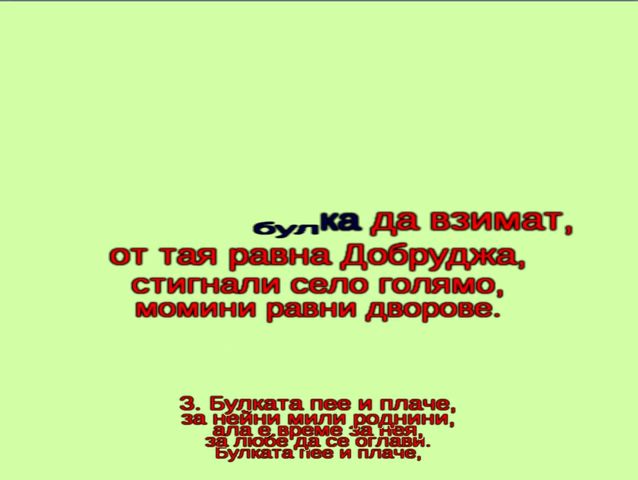 булка да взимат,
от тая равна Добруджа,
стигнали село голямо,
момини равни дворове.
3. Булката пее и плаче,
за нейни мили роднини,
ала е време за нея,
за любе да се оглави.
Булката пее и плаче,